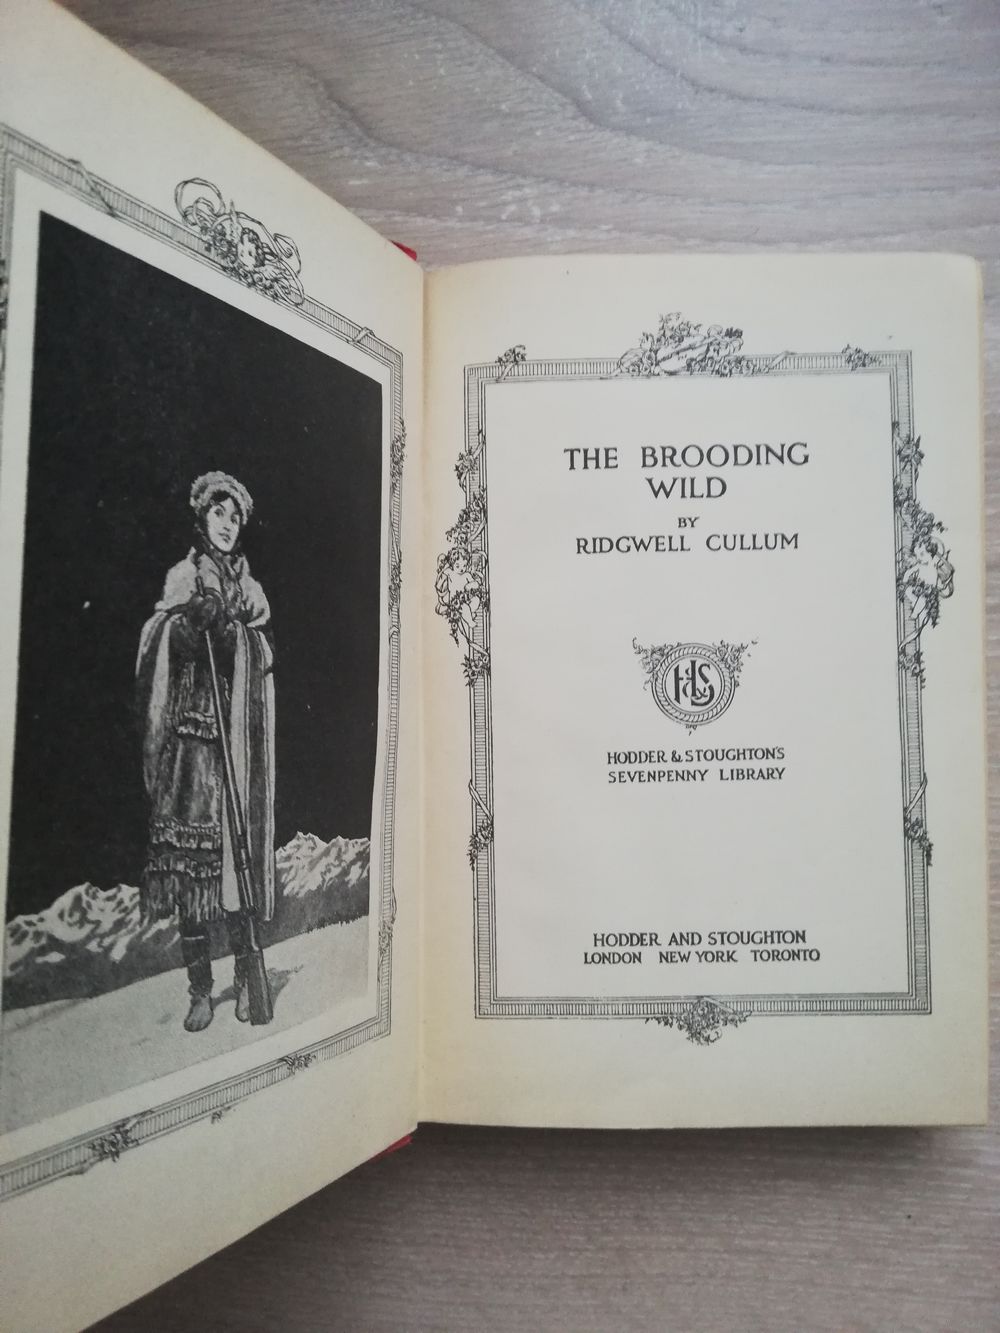 THE BROODING
WILD
BY
RIDGWELL CULLUM
H&S
HODDER & STOUGHTON'S
SEVENPENNY LIBRARY
HODDER AND STOUGHTON
LONDON NEW YORK TORONTO